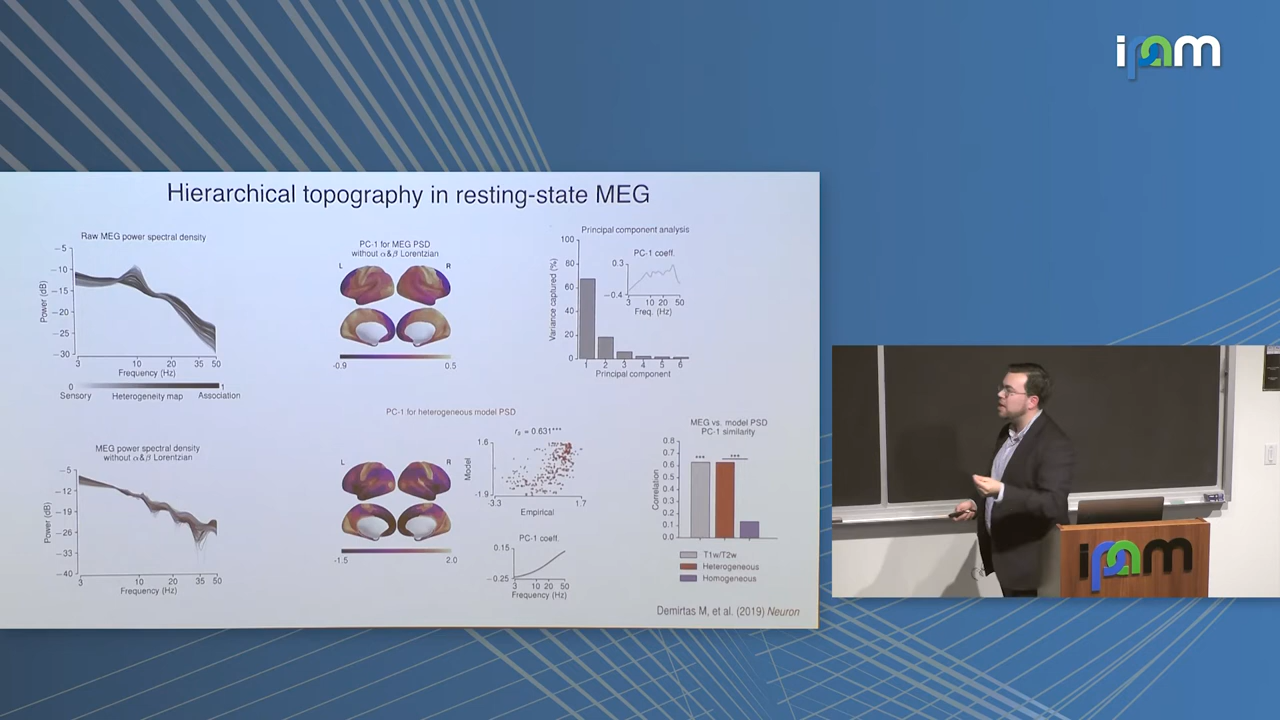 ipam
Hierarchical topography in resting-state MEG
Raw MEG power spectral density
−5
−10
−15
−20
−25
−30
Power (dB)
3
10
20
35
50
Frequency (Hz)
0
1
Sensory
Heterogeneity map
Association
PC-1 for MEG PSD
without α&β Lorentzian
L
R
-0.9
0.5
Principal component analysis
100
80
60
40
20
0
Variance captured (%)
1
2
3
4
5
6
Principal component
PC-1 coeff.
0.3
−0.4
3
10
20
50
Freq. (Hz)
MEG power spectral density
without α&β Lorentzian
−5
−12
−19
−26
−33
−40
Power (dB)
3
10
20
35
50
Frequency (Hz)
PC-1 for heterogeneous model PSD
L
R
-1.5
2.0
rs = 0.631***
1.6
−1.9
Model
−3.3
1.7
Empirical
PC-1 coeff.
0.15
−0.25
3
10
20
50
Frequency (Hz)
MEG vs. model PSD
PC-1 similarity
0.8
0.7
0.6
0.5
0.4
0.3
0.2
0.1
0.0
Correlation
***
***
T1w/T2w
Heterogeneous
Homogeneous
Demirtas M, et al. (2019) Neuron
ipam